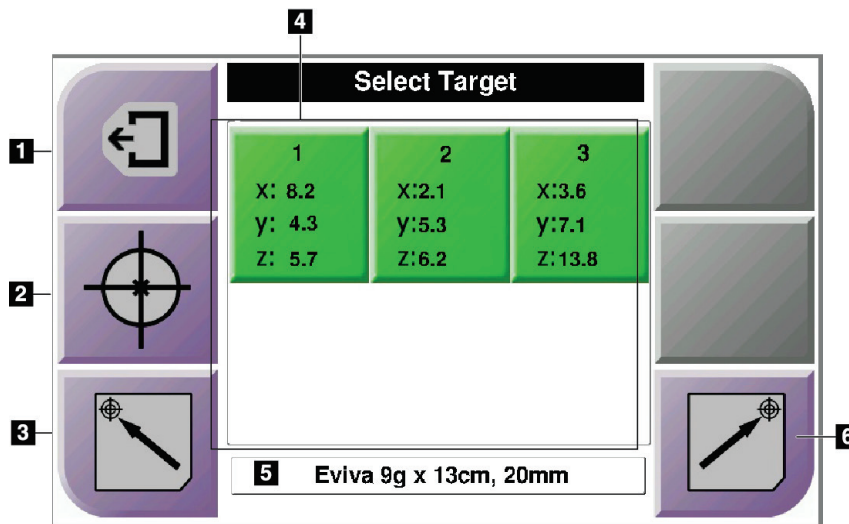 4
Select Target
1
2
3
1 2 3
x: 8.2 x:2.1 x:3.6
y: 4.3 y:5.3 y:7.1
z: 5.7 z:6.2 z:13.8
5 Eviva 9g x 13cm, 20mm
6